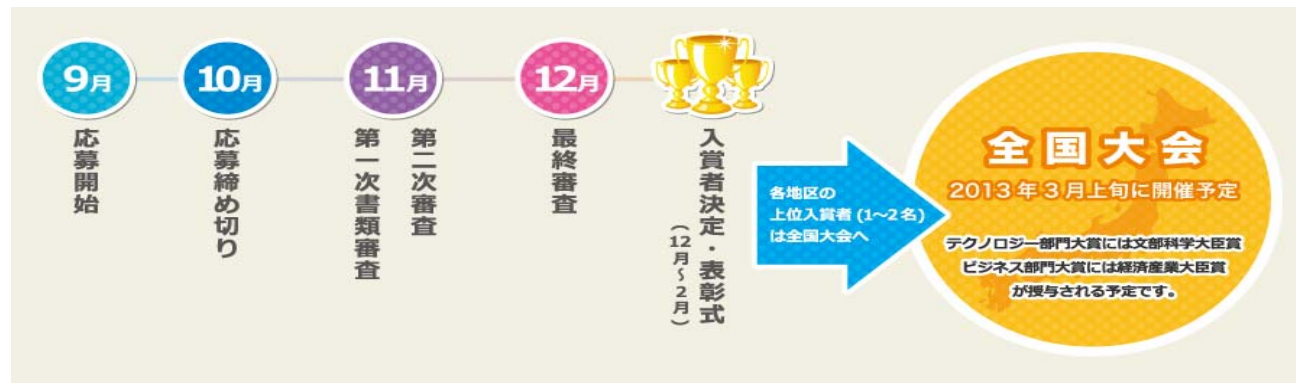 9月
応募開始
10月
応募締め切り
11月
第一次書類審査
第二次審査
12月
最終審査
入賞者決定・表彰式
（12月～2月）
各地区の
上位入賞者(1～2名)
は全国大会へ
全国大会
2013年3月上旬に開催予定
テクノロジー部門大賞には文部科学大臣賞
ビジネス部門大賞には経済産業大臣賞
が授与される予定です。